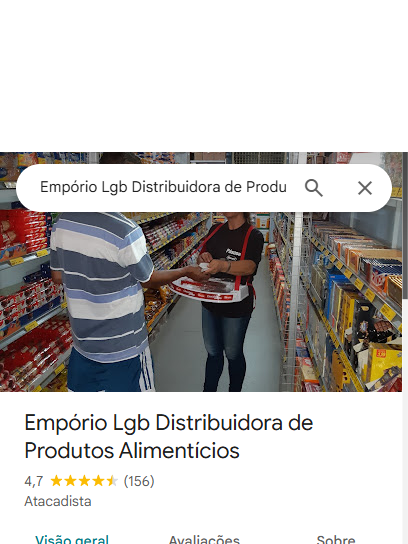 Empório Lgb Distribuidora de Produ
Empório Lgb Distribuidora de
Produtos Alimentícios
4,7 (156)
Atacadista
Visão geral Avaliações Sobre